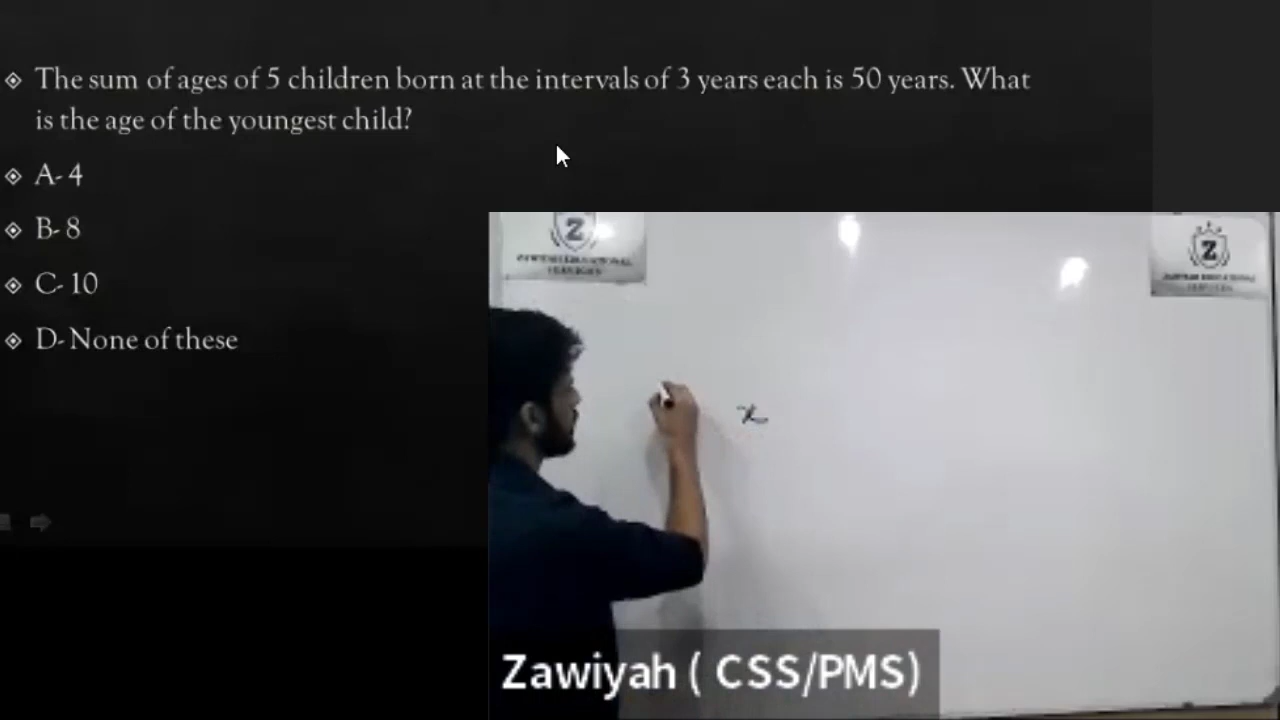 The sum of ages of 5 children born at the intervals of 3 years each is 50 years. What
is the age of the youngest child?
A- 4
B- 8
C- 10
D- None of these
Z
Z
x
Zawiyah ( CSS/PMS)